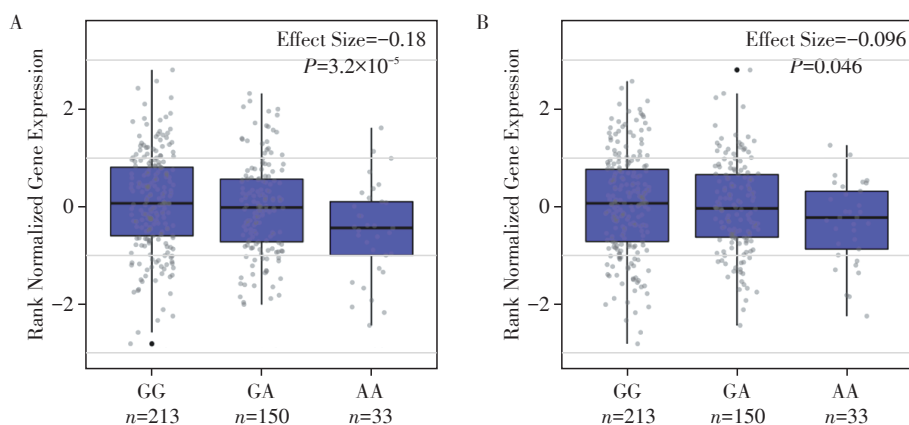 A
Effect Size=−0.18
P=3.2×10⁻⁵
Rank Normalized Gene Expression
2
0
−2
GG
GA
AA
n=213
n=150
n=33
B
Effect Size=−0.096
P=0.046
Rank Normalized Gene Expression
2
0
−2
GG
GA
AA
n=213
n=150
n=33